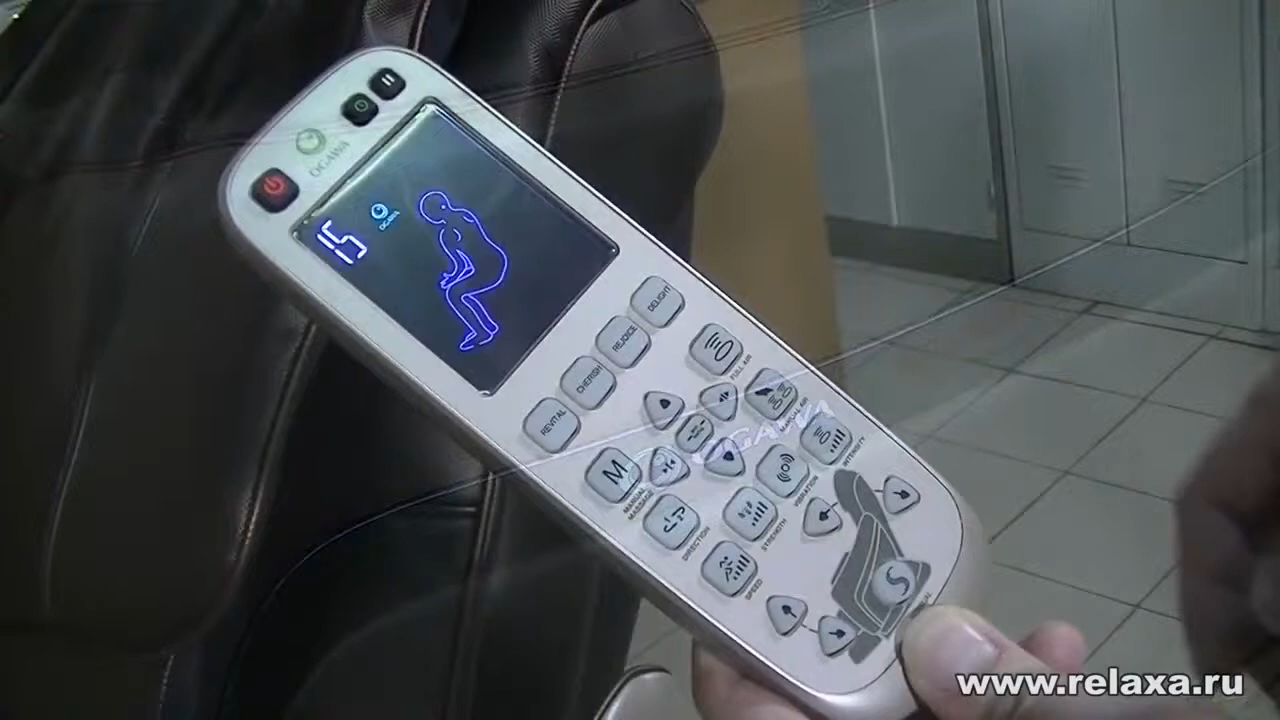 OGAWA
15
OGAWA
DELIGHT
REJOICE
CHERISH
REVITAL
FULL AIR
MANUAL AIR
INTENSITY
OGAWA
M
MANUAL
MASSAGE
VIBRATION
DIRECTION
STRENGTH
SPEED
S
www.relaxa.ru